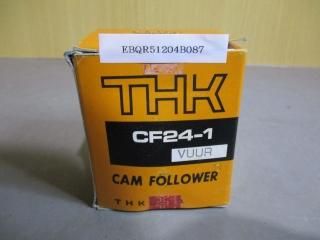 EBQR51204B087
THK
CF24-1
VUUR
CAM FOLLOWER
THK